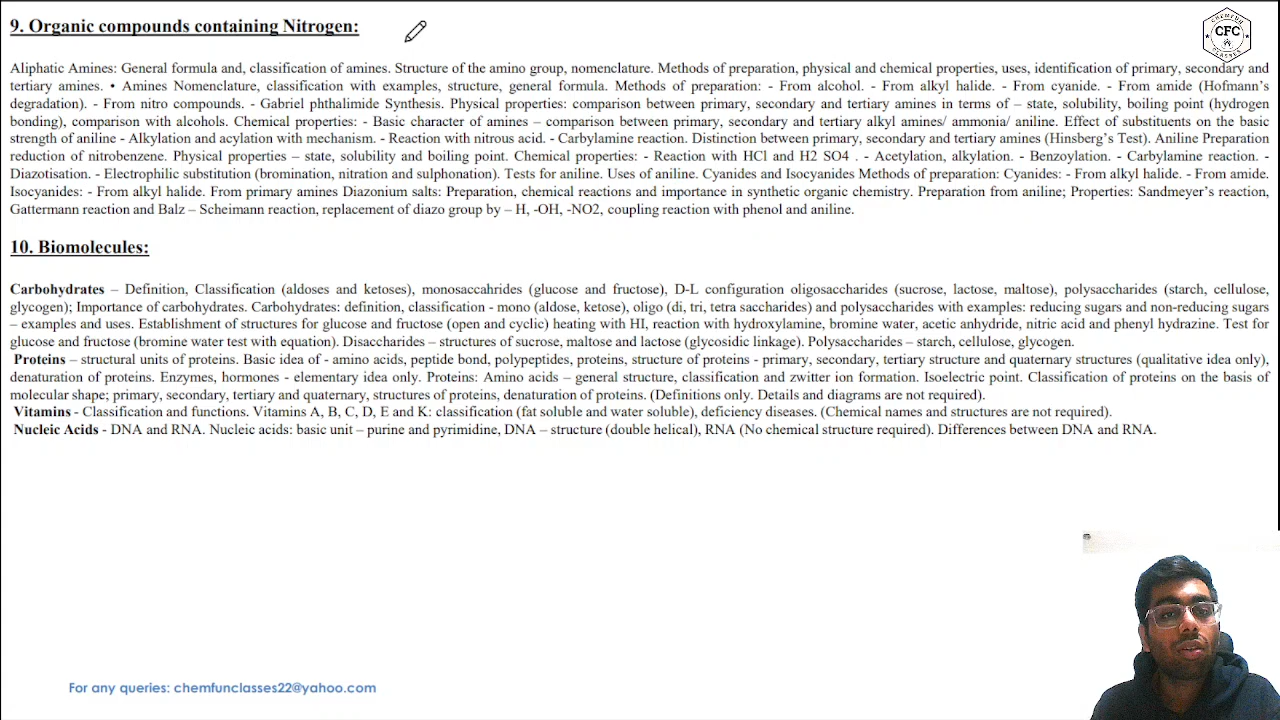 9. Organic compounds containing Nitrogen:
CHEMFUN
CFC
CLASSES
Aliphatic Amines: General formula and, classification of amines. Structure of the amino group, nomenclature. Methods of preparation, physical and chemical properties, uses, identification of primary, secondary and
tertiary amines. • Amines Nomenclature, classification with examples, structure, general formula. Methods of preparation: - From alcohol. - From alkyl halide. - From cyanide. - From amide (Hofmann's
degradation). - From nitro compounds. - Gabriel phthalimide Synthesis. Physical properties: comparison between primary, secondary and tertiary amines in terms of – state, solubility, boiling point (hydrogen
bonding), comparison with alcohols. Chemical properties: - Basic character of amines – comparison between primary, secondary and tertiary alkyl amines/ ammonia/ aniline. Effect of substituents on the basic
strength of aniline - Alkylation and acylation with mechanism. - Reaction with nitrous acid. - Carbylamine reaction. Distinction between primary, secondary and tertiary amines (Hinsberg's Test). Aniline Preparation
reduction of nitrobenzene. Physical properties – state, solubility and boiling point. Chemical properties: - Reaction with HCl and H2 SO4 . - Acetylation, alkylation. - Benzoylation. - Carbylamine reaction. -
Diazotisation. - Electrophilic substitution (bromination, nitration and sulphonation). Tests for aniline. Uses of aniline. Cyanides and Isocyanides Methods of preparation: Cyanides: - From alkyl halide. - From amide.
Isocyanides: - From alkyl halide. From primary amines Diazonium salts: Preparation, chemical reactions and importance in synthetic organic chemistry. Preparation from aniline; Properties: Sandmeyer's reaction,
Gattermann reaction and Balz – Scheimann reaction, replacement of diazo group by – H, -OH, -NO2, coupling reaction with phenol and aniline.
10. Biomolecules:
Carbohydrates – Definition, Classification (aldoses and ketoses), monosaccahrides (glucose and fructose), D-L configuration oligosaccharides (sucrose, lactose, maltose), polysaccharides (starch, cellulose,
glycogen); Importance of carbohydrates. Carbohydrates: definition, classification - mono (aldose, ketose), oligo (di, tri, tetra saccharides) and polysaccharides with examples: reducing sugars and non-reducing sugars
– examples and uses. Establishment of structures for glucose and fructose (open and cyclic) heating with HI, reaction with hydroxylamine, bromine water, acetic anhydride, nitric acid and phenyl hydrazine. Test for
glucose and fructose (bromine water test with equation). Disaccharides – structures of sucrose, maltose and lactose (glycosidic linkage). Polysaccharides – starch, cellulose, glycogen.
Proteins – structural units of proteins. Basic idea of - amino acids, peptide bond, polypeptides, proteins, structure of proteins - primary, secondary, tertiary structure and quaternary structures (qualitative idea only),
denaturation of proteins. Enzymes, hormones - elementary idea only. Proteins: Amino acids – general structure, classification and zwitter ion formation. Isoelectric point. Classification of proteins on the basis of
molecular shape; primary, secondary, tertiary and quaternary, structures of proteins, denaturation of proteins. (Definitions only. Details and diagrams are not required).
Vitamins - Classification and functions. Vitamins A, B, C, D, E and K: classification (fat soluble and water soluble), deficiency diseases. (Chemical names and structures are not required).
Nucleic Acids - DNA and RNA. Nucleic acids: basic unit – purine and pyrimidine, DNA – structure (double helical), RNA (No chemical structure required). Differences between DNA and RNA.
For any queries: chemfunclasses22@yahoo.com